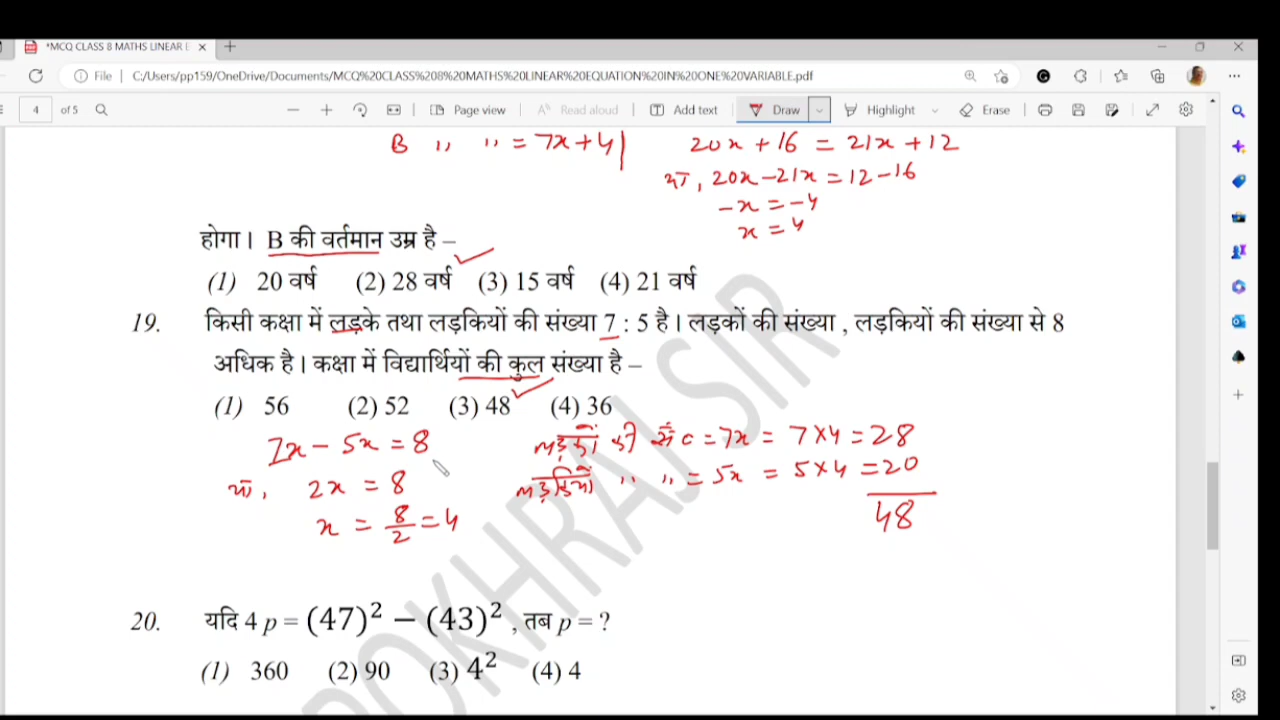 *MCQ CLASS 8 MATHS LINEAR E
File | C:/Users/pp159/OneDrive/Documents/MCQ%20CLASS%208%20MATHS%20LINEAR%20EQUATION%20IN%20ONE%20VARIABLE.pdf
4 of 5 Page view Read aloud Add text Draw Highlight Erase
B ,, ,, = 7x+4 20x + 16 = 21x + 12
या, 20x - 21x = 12 - 16
-x = -4
x = 4
होगा। B की वर्तमान उम्र है –
(1) 20 वर्ष (2) 28 वर्ष (3) 15 वर्ष (4) 21 वर्ष
19. किसी कक्षा में लड़के तथा लड़कियों की संख्या 7 : 5 है। लड़कों की संख्या , लड़कियों की संख्या से 8
अधिक है। कक्षा में विद्यार्थियों की कुल संख्या है –
(1) 56 (2) 52 (3) 48 (4) 36
7x - 5x = 8 लड़कों की सं० = 7x = 7×4 = 28
या, 2x = 8 लड़कियों ,, ,, = 5x = 5×4 = 20
x = 8/2 = 4 48
20. यदि 4 p = (47)² − (43)² , तब p = ?
(1) 360 (2) 90 (3) 4² (4) 4
POKHRAJ SIR